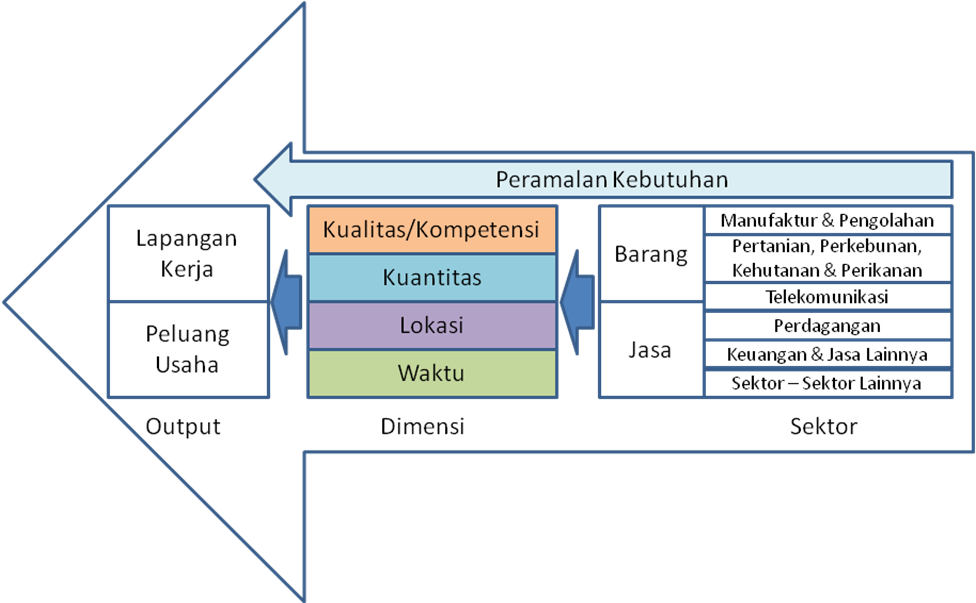 Peramalan Kebutuhan
Lapangan
Kerja
Peluang
Usaha
Output
Kualitas/Kompetensi
Kuantitas
Lokasi
Waktu
Dimensi
Barang
Jasa
Manufaktur & Pengolahan
Pertanian, Perkebunan,
Kehutanan & Perikanan
Telekomunikasi
Perdagangan
Keuangan & Jasa Lainnya
Sektor – Sektor Lainnya
Sektor